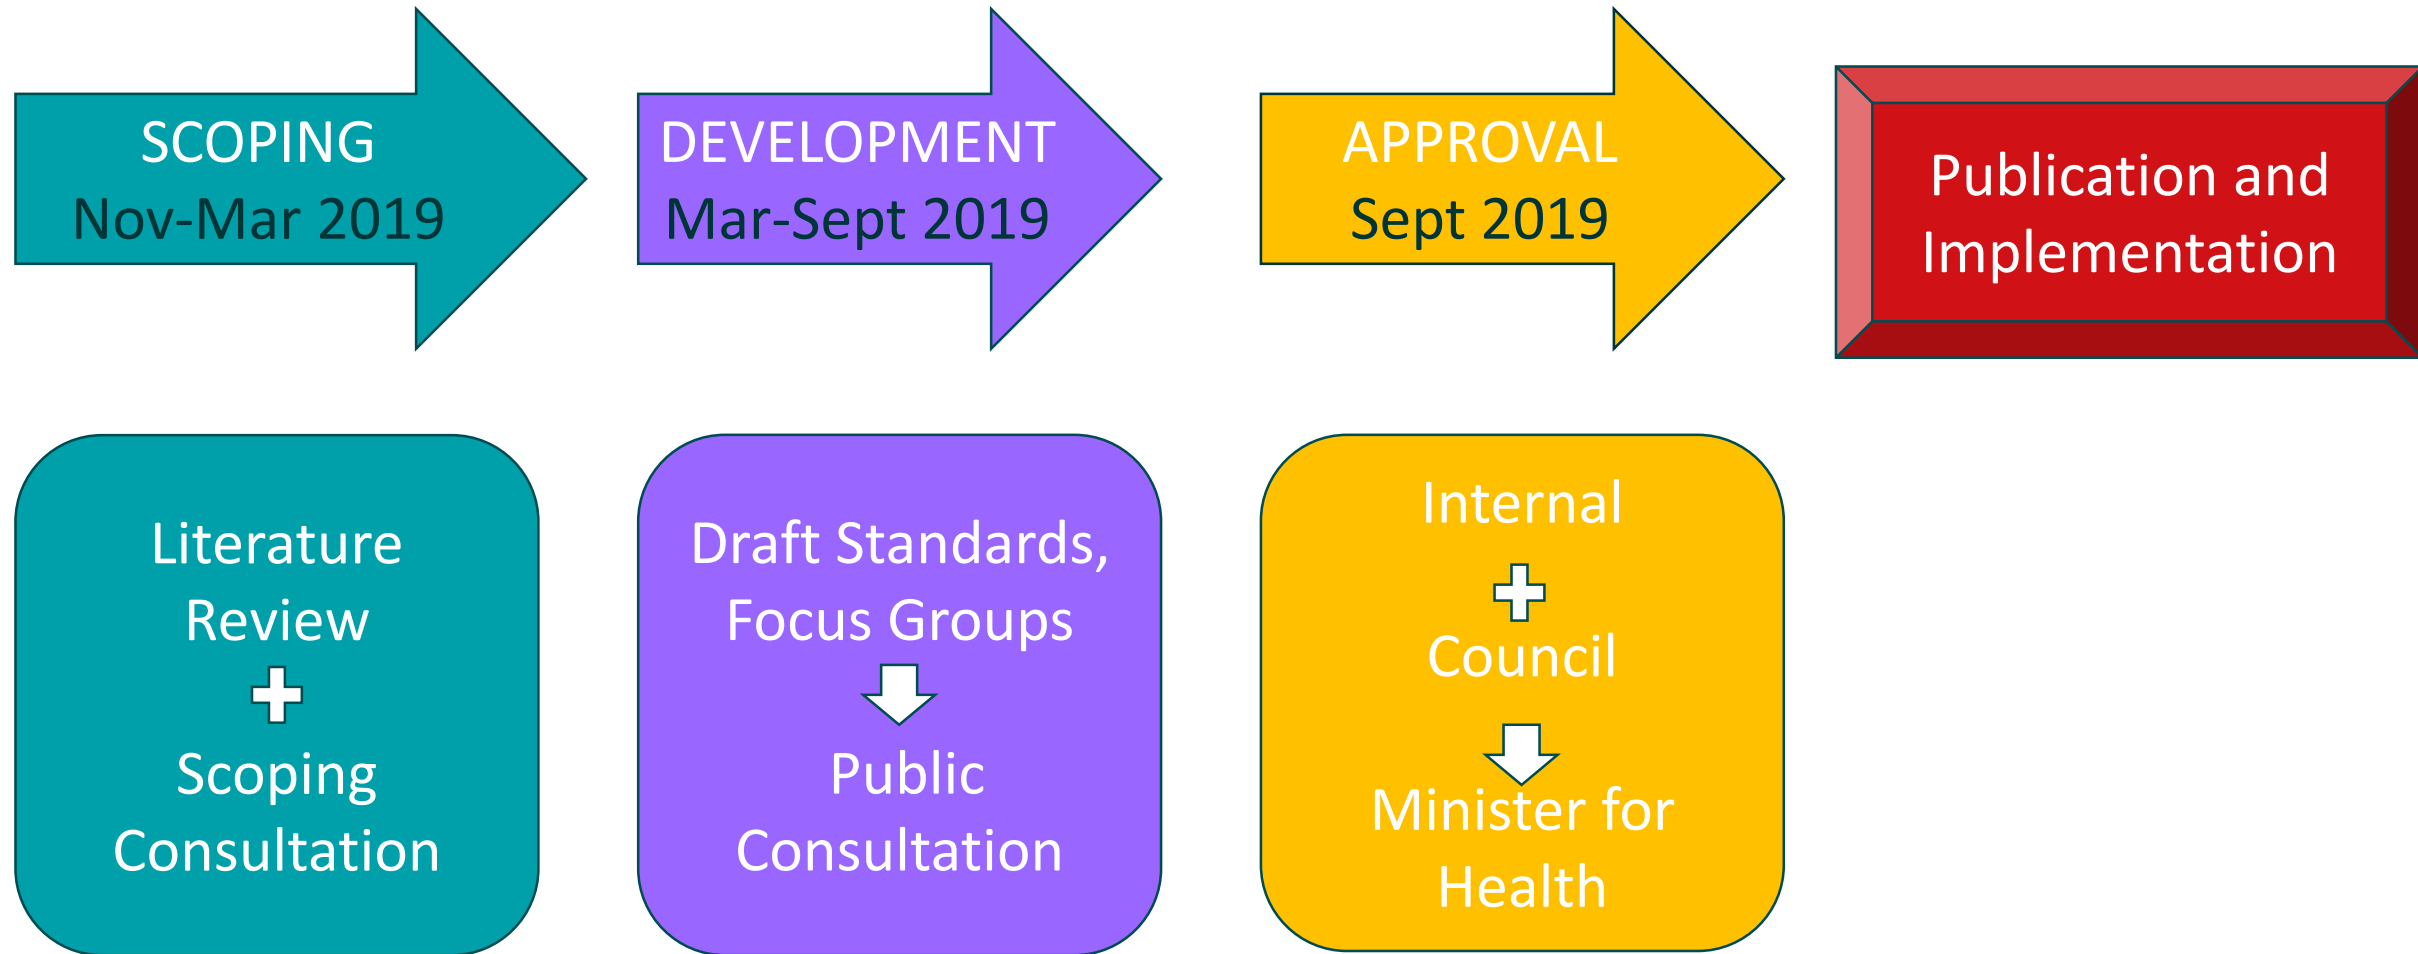 SCOPING
Nov-Mar 2019
DEVELOPMENT
Mar-Sept 2019
APPROVAL
Sept 2019
Publication and
Implementation
Literature
Review
Scoping
Consultation
Draft Standards,
Focus Groups
Public
Consultation
Internal
Council
Minister for
Health